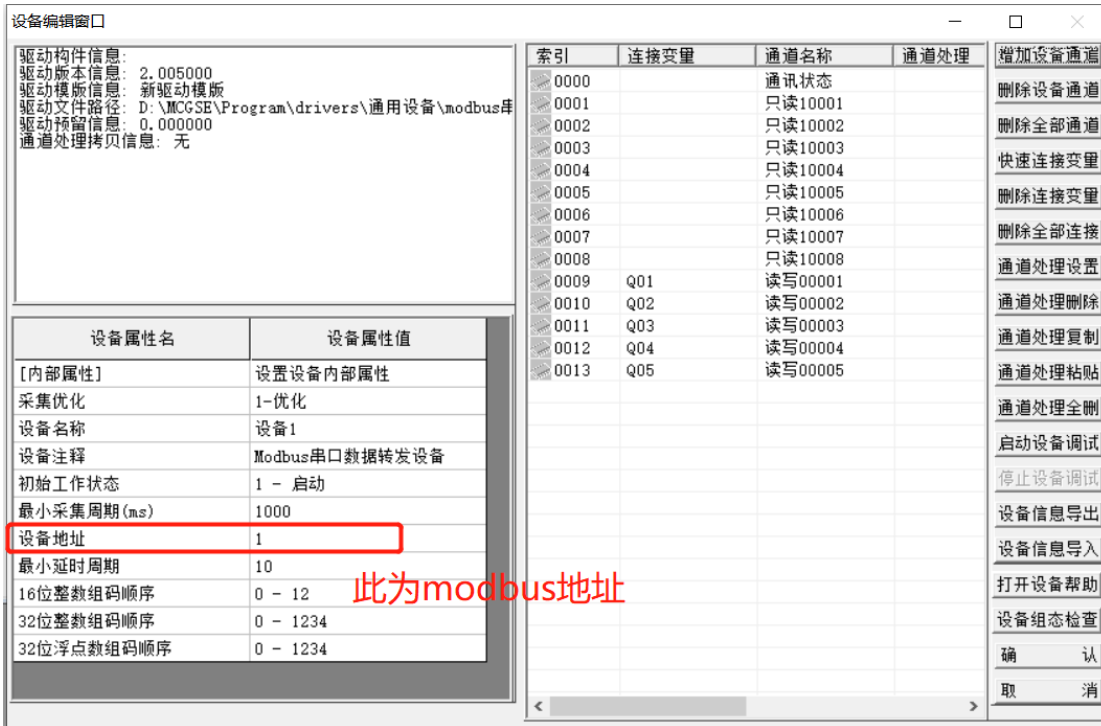 设备编辑窗口
驱动构件信息:
驱动版本信息: 2.005000
驱动模版信息: 新驱动模版
驱动文件路径: D:\MCGSE\Program\drivers\通用设备\modbus串
驱动预留信息: 0.000000
通道处理拷贝信息: 无
设备属性名 设备属性值
[内部属性] 设置设备内部属性
采集优化 1-优化
设备名称 设备1
设备注释 Modbus串口数据转发设备
初始工作状态 1 - 启动
最小采集周期(ms) 1000
设备地址 1
最小延时周期 10
16位整数组码顺序 0 - 12
32位整数组码顺序 0 - 1234
32位浮点数组码顺序 0 - 1234
此为modbus地址
索引 连接变量 通道名称 通道处理
0000 通讯状态
0001 只读10001
0002 只读10002
0003 只读10003
0004 只读10004
0005 只读10005
0006 只读10006
0007 只读10007
0008 只读10008
0009 Q01 读写00001
0010 Q02 读写00002
0011 Q03 读写00003
0012 Q04 读写00004
0013 Q05 读写00005
增加设备通道
删除设备通道
删除全部通道
快速连接变量
删除连接变量
删除全部连接
通道处理设置
通道处理删除
通道处理复制
通道处理粘贴
通道处理全删
启动设备调试
停止设备调试
设备信息导出
设备信息导入
打开设备帮助
设备组态检查
确 认
取 消